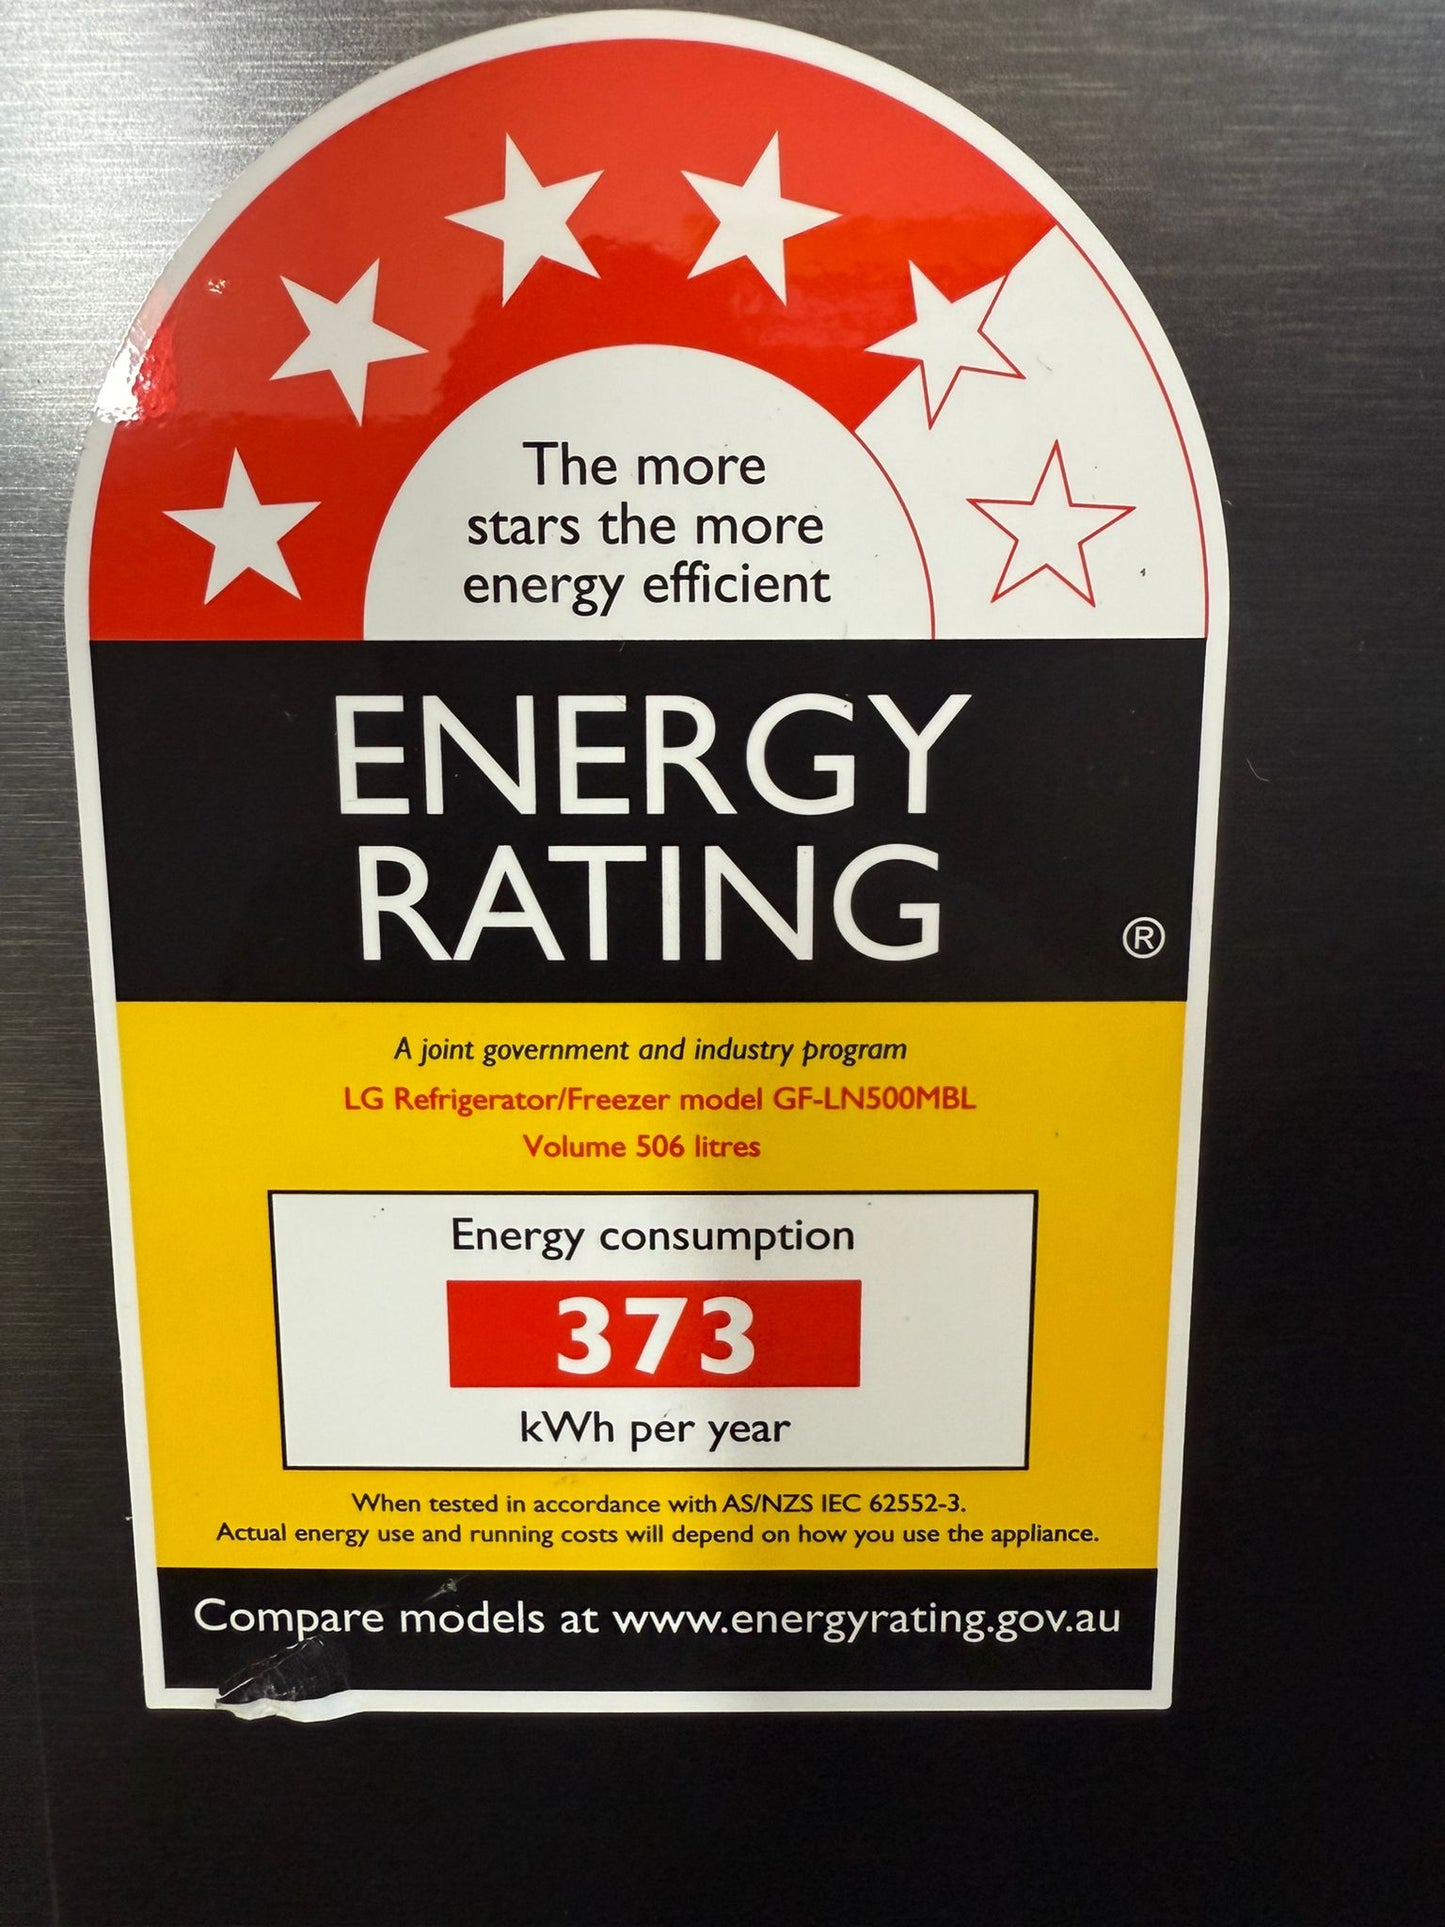 The more
stars the more
energy efficient
ENERGY
RATING
®
A joint government and industry program
LG Refrigerator/Freezer model GF-LN500MBL
Volume 506 litres
Energy consumption
373
kWh per year
When tested in accordance with AS/NZS IEC 62552-3.
Actual energy use and running costs will depend on how you use the appliance.
Compare models at www.energyrating.gov.au